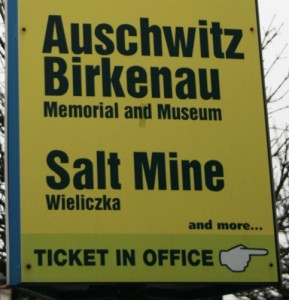 Auschwitz
Birkenau
Memorial and Museum
Salt Mine
Wieliczka
and more...
TICKET IN OFFICE